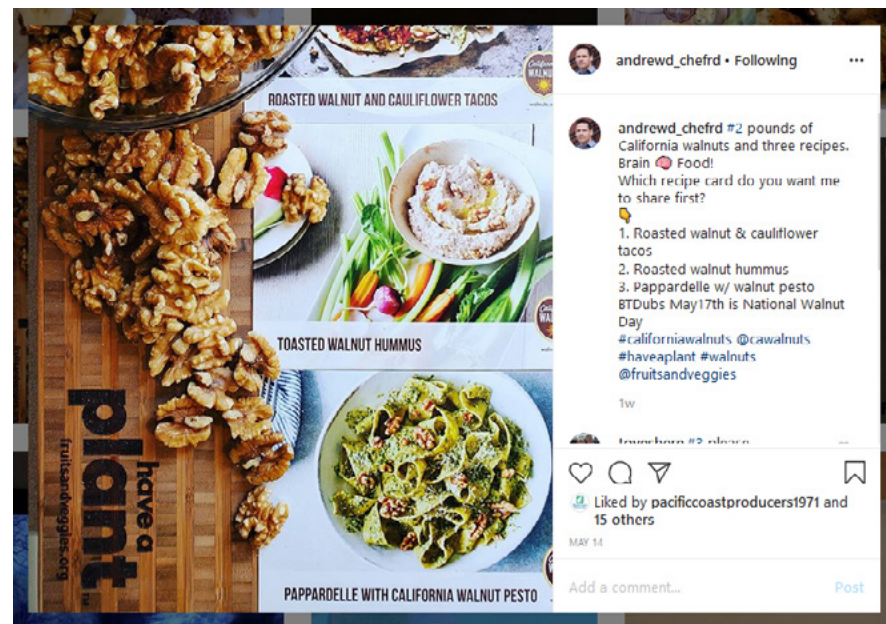 ROASTED WALNUT AND CAULIFLOWER TACOS
TOASTED WALNUT HUMMUS
PAPPARDELLE WITH CALIFORNIA WALNUT PESTO
have a
plant™
fruitsandveggies.org
andrewd_chefrd • Following
andrewd_chefrd #2 pounds of
California walnuts and three recipes.
Brain 🧠 Food!
Which recipe card do you want me
to share first?
👇
1. Roasted walnut & cauliflower
tacos
2. Roasted walnut hummus
3. Pappardelle w/ walnut pesto
BTDubs May17th is National Walnut
Day
#californiawalnuts @cawalnuts
#haveaplant #walnuts
@fruitsandveggies
1w
#3 please
Liked by pacificcoastproducers1971 and
15 others
MAY 14
Add a comment...
Post